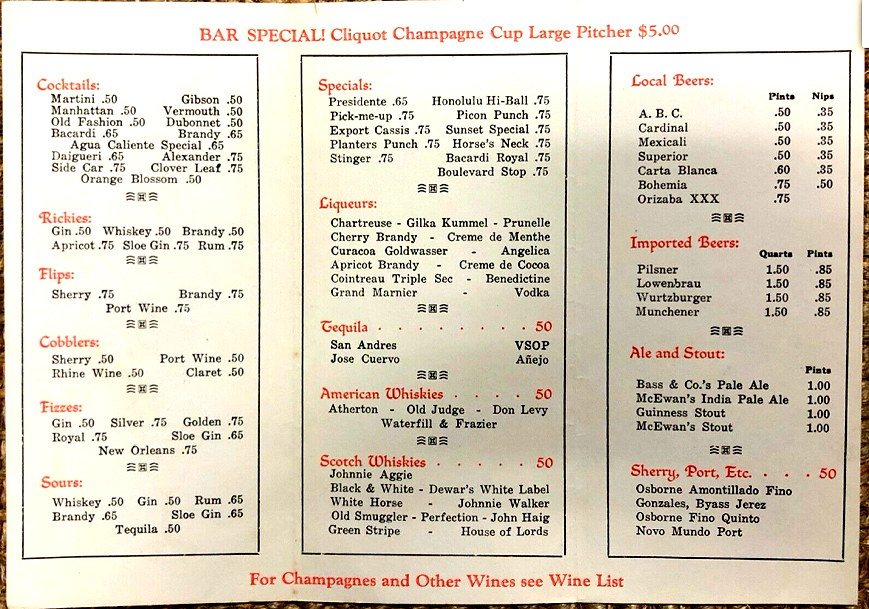 BAR SPECIAL! Cliquot Champagne Cup Large Pitcher $5.00
Cocktails:
Martini .50 Gibson .50
Manhattan .50 Vermouth .50
Old Fashion .50 Dubonnet .50
Bacardi .65 Brandy .65
Agua Caliente Special .65
Daigueri .65 Alexander .75
Side Car .75 Clover Leaf .75
Orange Blossom .50
Rickies:
Gin .50 Whiskey .50 Brandy .50
Apricot .75 Sloe Gin .75 Rum .75
Flips:
Sherry .75 Brandy .75
Port Wine .75
Cobblers:
Sherry .50 Port Wine .50
Rhine Wine .50 Claret .50
Fizzes:
Gin .50 Silver .75 Golden .75
Royal .75 Sloe Gin .65
New Orleans .75
Sours:
Whiskey .50 Gin .50 Rum .65
Brandy .65 Sloe Gin .65
Tequila .50
Specials:
Presidente .65 Honolulu Hi-Ball .75
Pick-me-up .75 Picon Punch .75
Export Cassis .75 Sunset Special .75
Planters Punch .75 Horse's Neck .75
Stinger .75 Bacardi Royal .75
Boulevard Stop .75
Liqueurs:
Chartreuse - Gilka Kummel - Prunelle
Cherry Brandy - Creme de Menthe
Curacoa Goldwasser - Angelica
Apricot Brandy - Creme de Cocoa
Cointreau Triple Sec - Benedictine
Grand Marnier - Vodka
Tequila . . . . . . . . 50
San Andres VSOP
Jose Cuervo Añejo
American Whiskies . . . . 50
Atherton - Old Judge - Don Levy
Waterfill & Frazier
Scotch Whiskies . . . . . 50
Johnnie Aggie
Black & White - Dewar's White Label
White Horse - Johnnie Walker
Old Smuggler - Perfection - John Haig
Green Stripe - House of Lords
Local Beers:
Pints Nips
A. B. C. .50 .35
Cardinal .50 .35
Mexicali .50 .35
Superior .50 .35
Carta Blanca .60 .35
Bohemia .75 .50
Orizaba XXX .75
Imported Beers:
Quarts Pints
Pilsner 1.50 .85
Lowenbrau 1.50 .85
Wurtzburger 1.50 .85
Munchener 1.50 .85
Ale and Stout:
Pints
Bass & Co.'s Pale Ale 1.00
McEwan's India Pale Ale 1.00
Guinness Stout 1.00
McEwan's Stout 1.00
Sherry, Port, Etc. . . . 50
Osborne Amontillado Fino
Gonzales, Byass Jerez
Osborne Fino Quinto
Novo Mundo Port
For Champagnes and Other Wines see Wine List